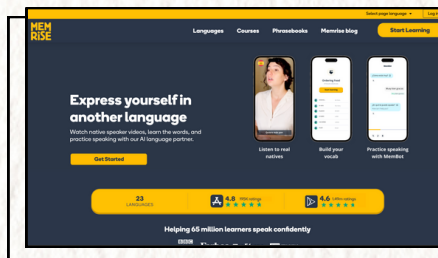 Select page language
Log in
MEM
RISE
Languages
Courses
Phrasebooks
Memrise blog
Start Learning
Express yourself in
another language
Watch native speaker videos, learn the words, and
practice speaking with our AI language partner.
Get Started
Listen to real
natives
Build your
vocab
Practice speaking
with MemBot
23
LANGUAGES
4.8
4.6
Helping 65 million learners speak confidently